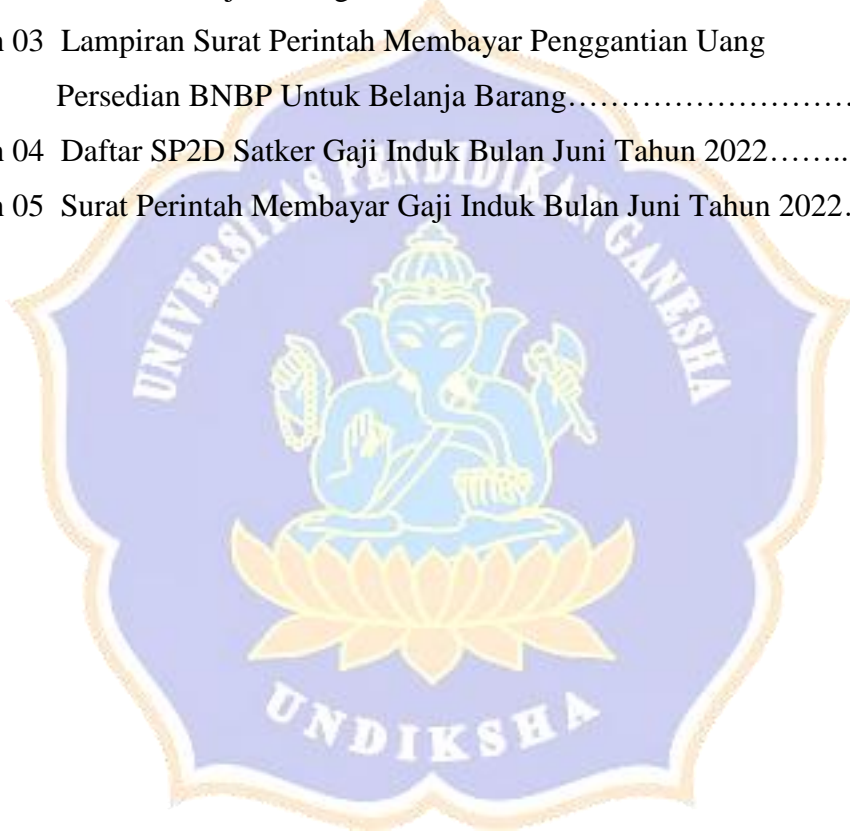 n 03 Lampiran Surat Perintah Membayar Penggantian Uang
Persedian BNBP Untuk Belanja Barang…………………………
n 04 Daftar SP2D Satker Gaji Induk Bulan Juni Tahun 2022……..
n 05 Surat Perintah Membayar Gaji Induk Bulan Juni Tahun 2022.
UNIVERSITAS PENDIDIKAN GANESHA
UNDIKSHA